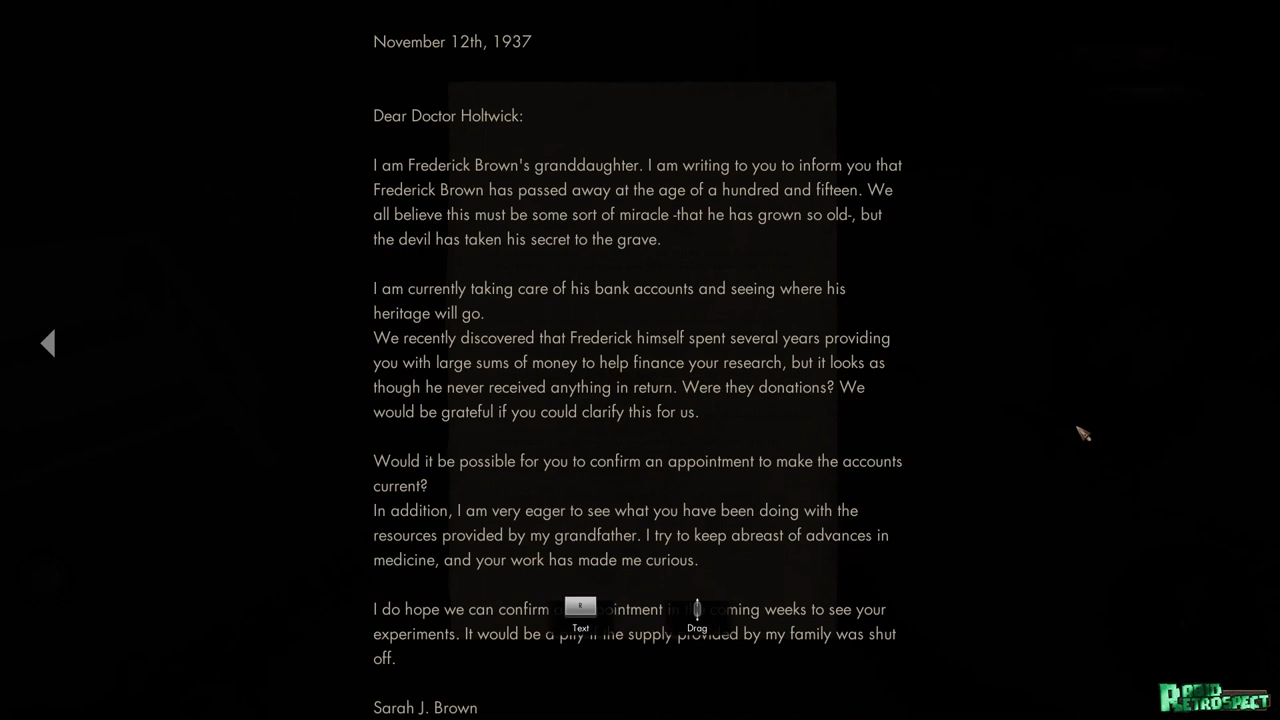 November 12th, 1937
Dear Doctor Holtwick:
I am Frederick Brown's granddaughter. I am writing to you to inform you that
Frederick Brown has passed away at the age of a hundred and fifteen. We
all believe this must be some sort of miracle -that he has grown so old-, but
the devil has taken his secret to the grave.
I am currently taking care of his bank accounts and seeing where his
heritage will go.
We recently discovered that Frederick himself spent several years providing
you with large sums of money to help finance your research, but it looks as
though he never received anything in return. Were they donations? We
would be grateful if you could clarify this for us.
Would it be possible for you to confirm an appointment to make the accounts
current?
In addition, I am very eager to see what you have been doing with the
resources provided by my grandfather. I try to keep abreast of advances in
medicine, and your work has made me curious.
I do hope we can confirm an appointment in the coming weeks to see your
R
experiments. It would be a pity if the supply provided by my family was shut
Text Drag
off.
Sarah J. Brown
RADIO
RETROSPECT